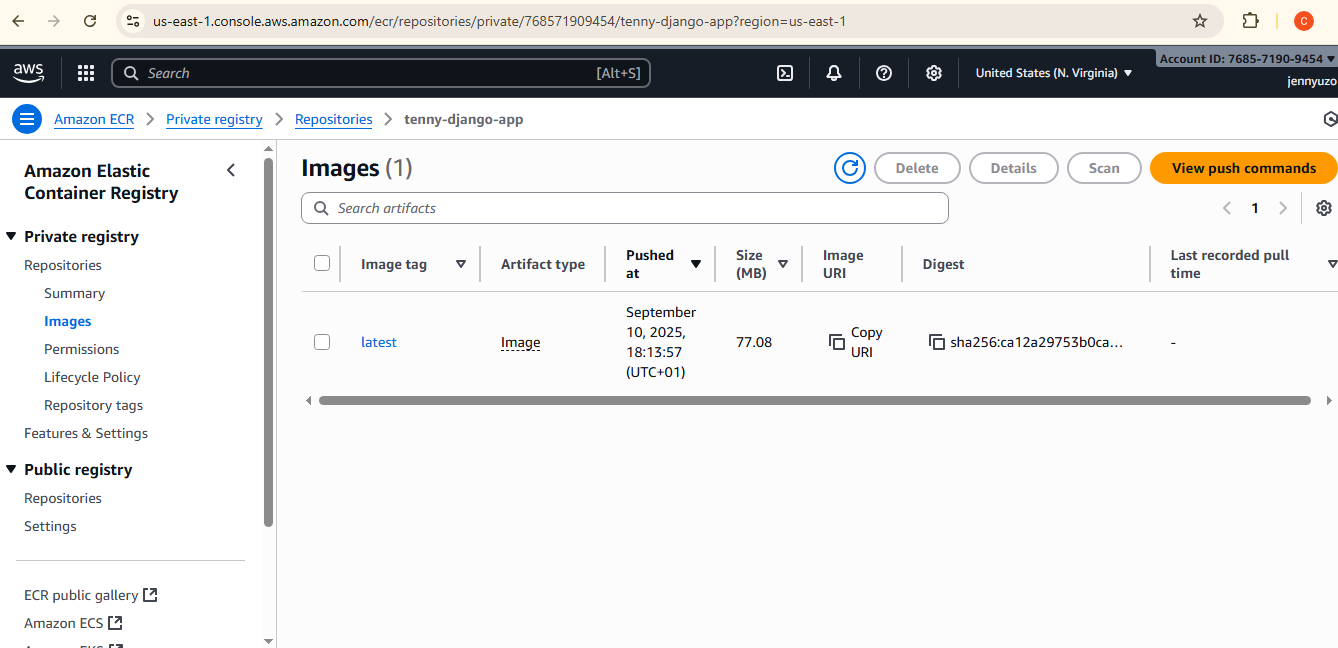 us-east-1.console.aws.amazon.com/ecr/repositories/private/768571909454/tenny-django-app?region=us-east-1
C
aws
Search
[Alt+S]
United States (N. Virginia)
Account ID: 7685-7190-9454
jennyuzo
Amazon ECR
Private registry
Repositories
tenny-django-app
Amazon Elastic
Container Registry
Private registry
Repositories
Summary
Images
Permissions
Lifecycle Policy
Repository tags
Features & Settings
Public registry
Repositories
Settings
ECR public gallery
Amazon ECS
Amazon EKS
Images (1)
Delete
Details
Scan
View push commands
Search artifacts
1
Image tag
Artifact type
Pushed
at
Size
(MB)
Image
URI
Digest
Last recorded pull
time
latest
Image
September
10, 2025,
18:13:57
(UTC+01)
77.08
Copy
URI
sha256:ca12a29753b0ca...
-